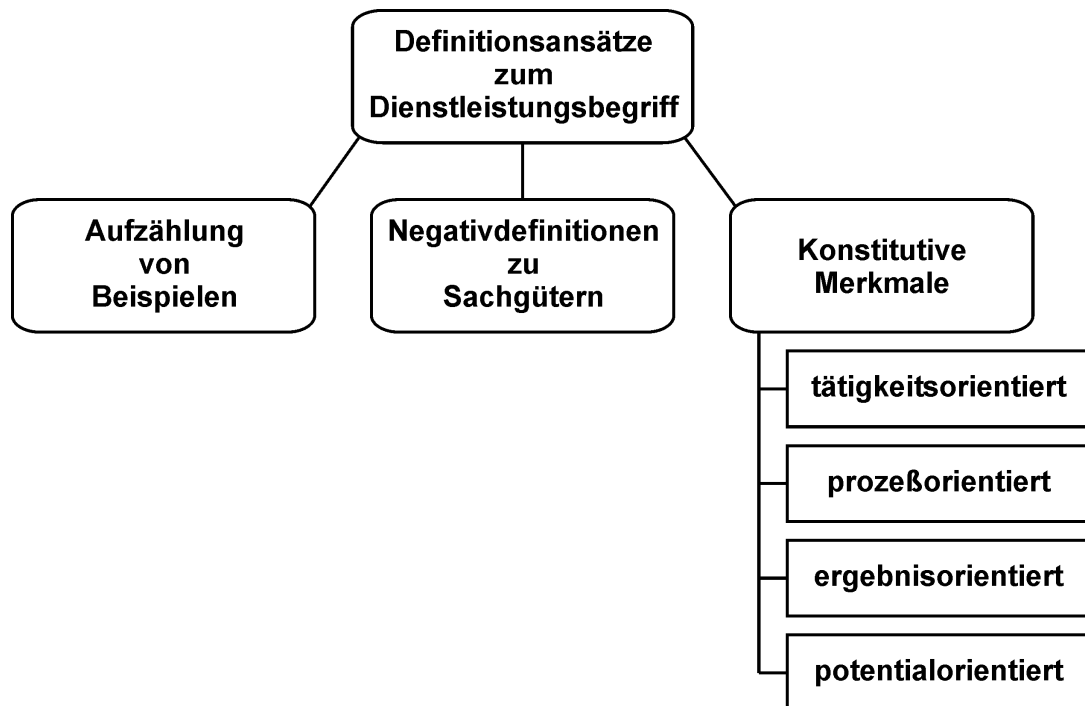 Definitionsansätze
zum
Dienstleistungsbegriff
Aufzählung
von
Beispielen
Negativdefinitionen
zu
Sachgütern
Konstitutive
Merkmale
tätigkeitsorientiert
prozeßorientiert
ergebnisorientiert
potentialorientiert